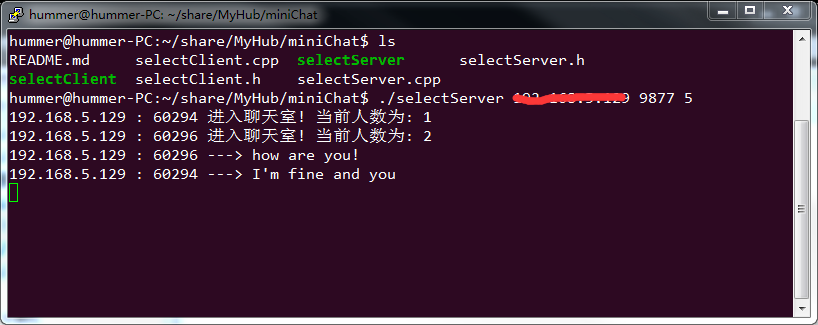 hummer@hummer-PC: ~/share/MyHub/miniChat
hummer@hummer-PC:~/share/MyHub/miniChat$ ls
README.md selectClient.cpp selectServer selectServer.h
selectClient selectClient.h selectServer.cpp
hummer@hummer-PC:~/share/MyHub/miniChat$ ./selectServer 9877 5
192.168.5.129 : 60294 进入聊天室! 当前人数为: 1
192.168.5.129 : 60296 进入聊天室! 当前人数为: 2
192.168.5.129 : 60296 ---> how are you!
192.168.5.129 : 60294 ---> I'm fine and you